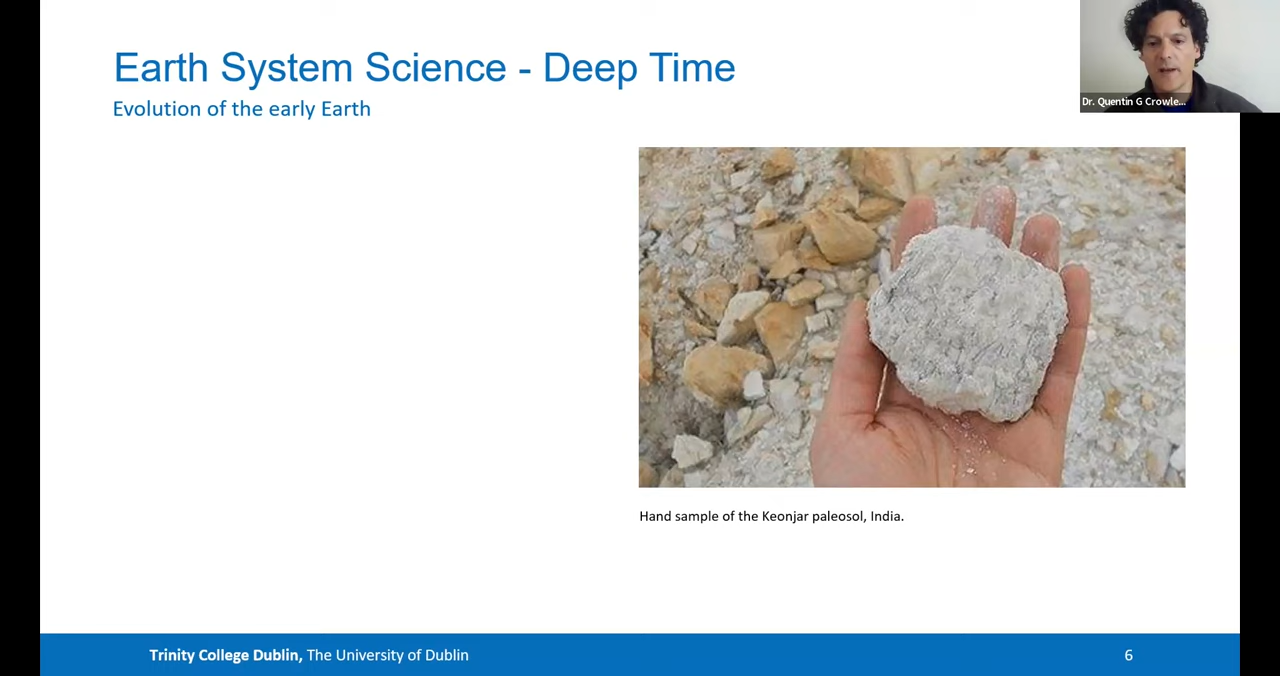 Earth System Science - Deep Time
Evolution of the early Earth
Dr. Quentin G Crowle...
Hand sample of the Keonjar paleosol, India.
Trinity College Dublin, The University of Dublin
6